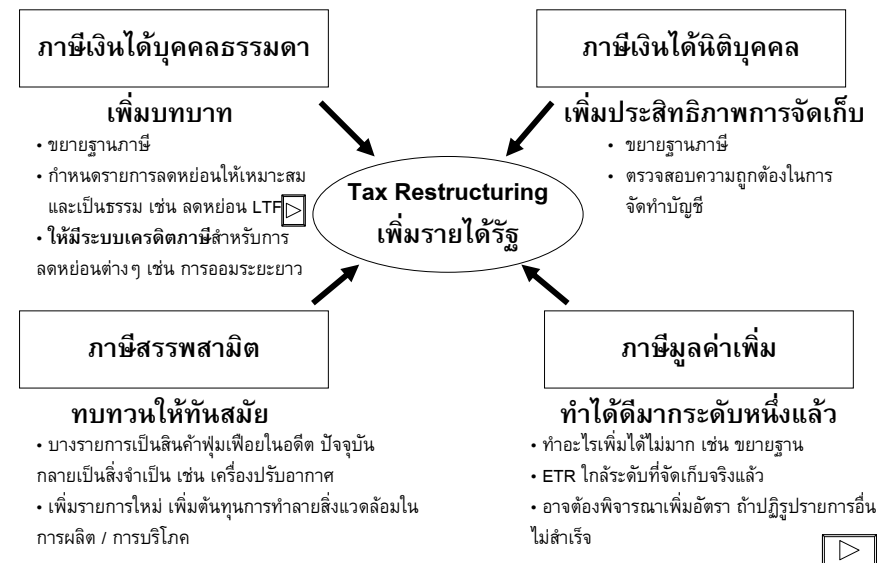 ภาษีเงินได้บุคคลธรรมดา
เพิ่มบทบาท
• ขยายฐานภาษี
• กำหนดรายการลดหย่อนให้เหมาะสม
และเป็นธรรม เช่น ลดหย่อน LTF
• ให้มีระบบเครดิตภาษีสำหรับการ
ลดหย่อนต่างๆ เช่น การออมระยะยาว
ภาษีเงินได้นิติบุคคล
เพิ่มประสิทธิภาพการจัดเก็บ
• ขยายฐานภาษี
• ตรวจสอบความถูกต้องในการ
จัดทำบัญชี
Tax Restructuring
เพิ่มรายได้รัฐ
ภาษีสรรพสามิต
ทบทวนให้ทันสมัย
• บางรายการเป็นสินค้าฟุ่มเฟือยในอดีต ปัจจุบัน
กลายเป็นสิ่งจำเป็น เช่น เครื่องปรับอากาศ
• เพิ่มรายการใหม่ เพิ่มต้นทุนการทำลายสิ่งแวดล้อมใน
การผลิต / การบริโภค
ภาษีมูลค่าเพิ่ม
ทำได้ดีมากระดับหนึ่งแล้ว
• ทำอะไรเพิ่มได้ไม่มาก เช่น ขยายฐาน
• ETR ใกล้ระดับที่จัดเก็บจริงแล้ว
• อาจต้องพิจารณาเพิ่มอัตรา ถ้าปฏิรูปรายการอื่น
ไม่สำเร็จ